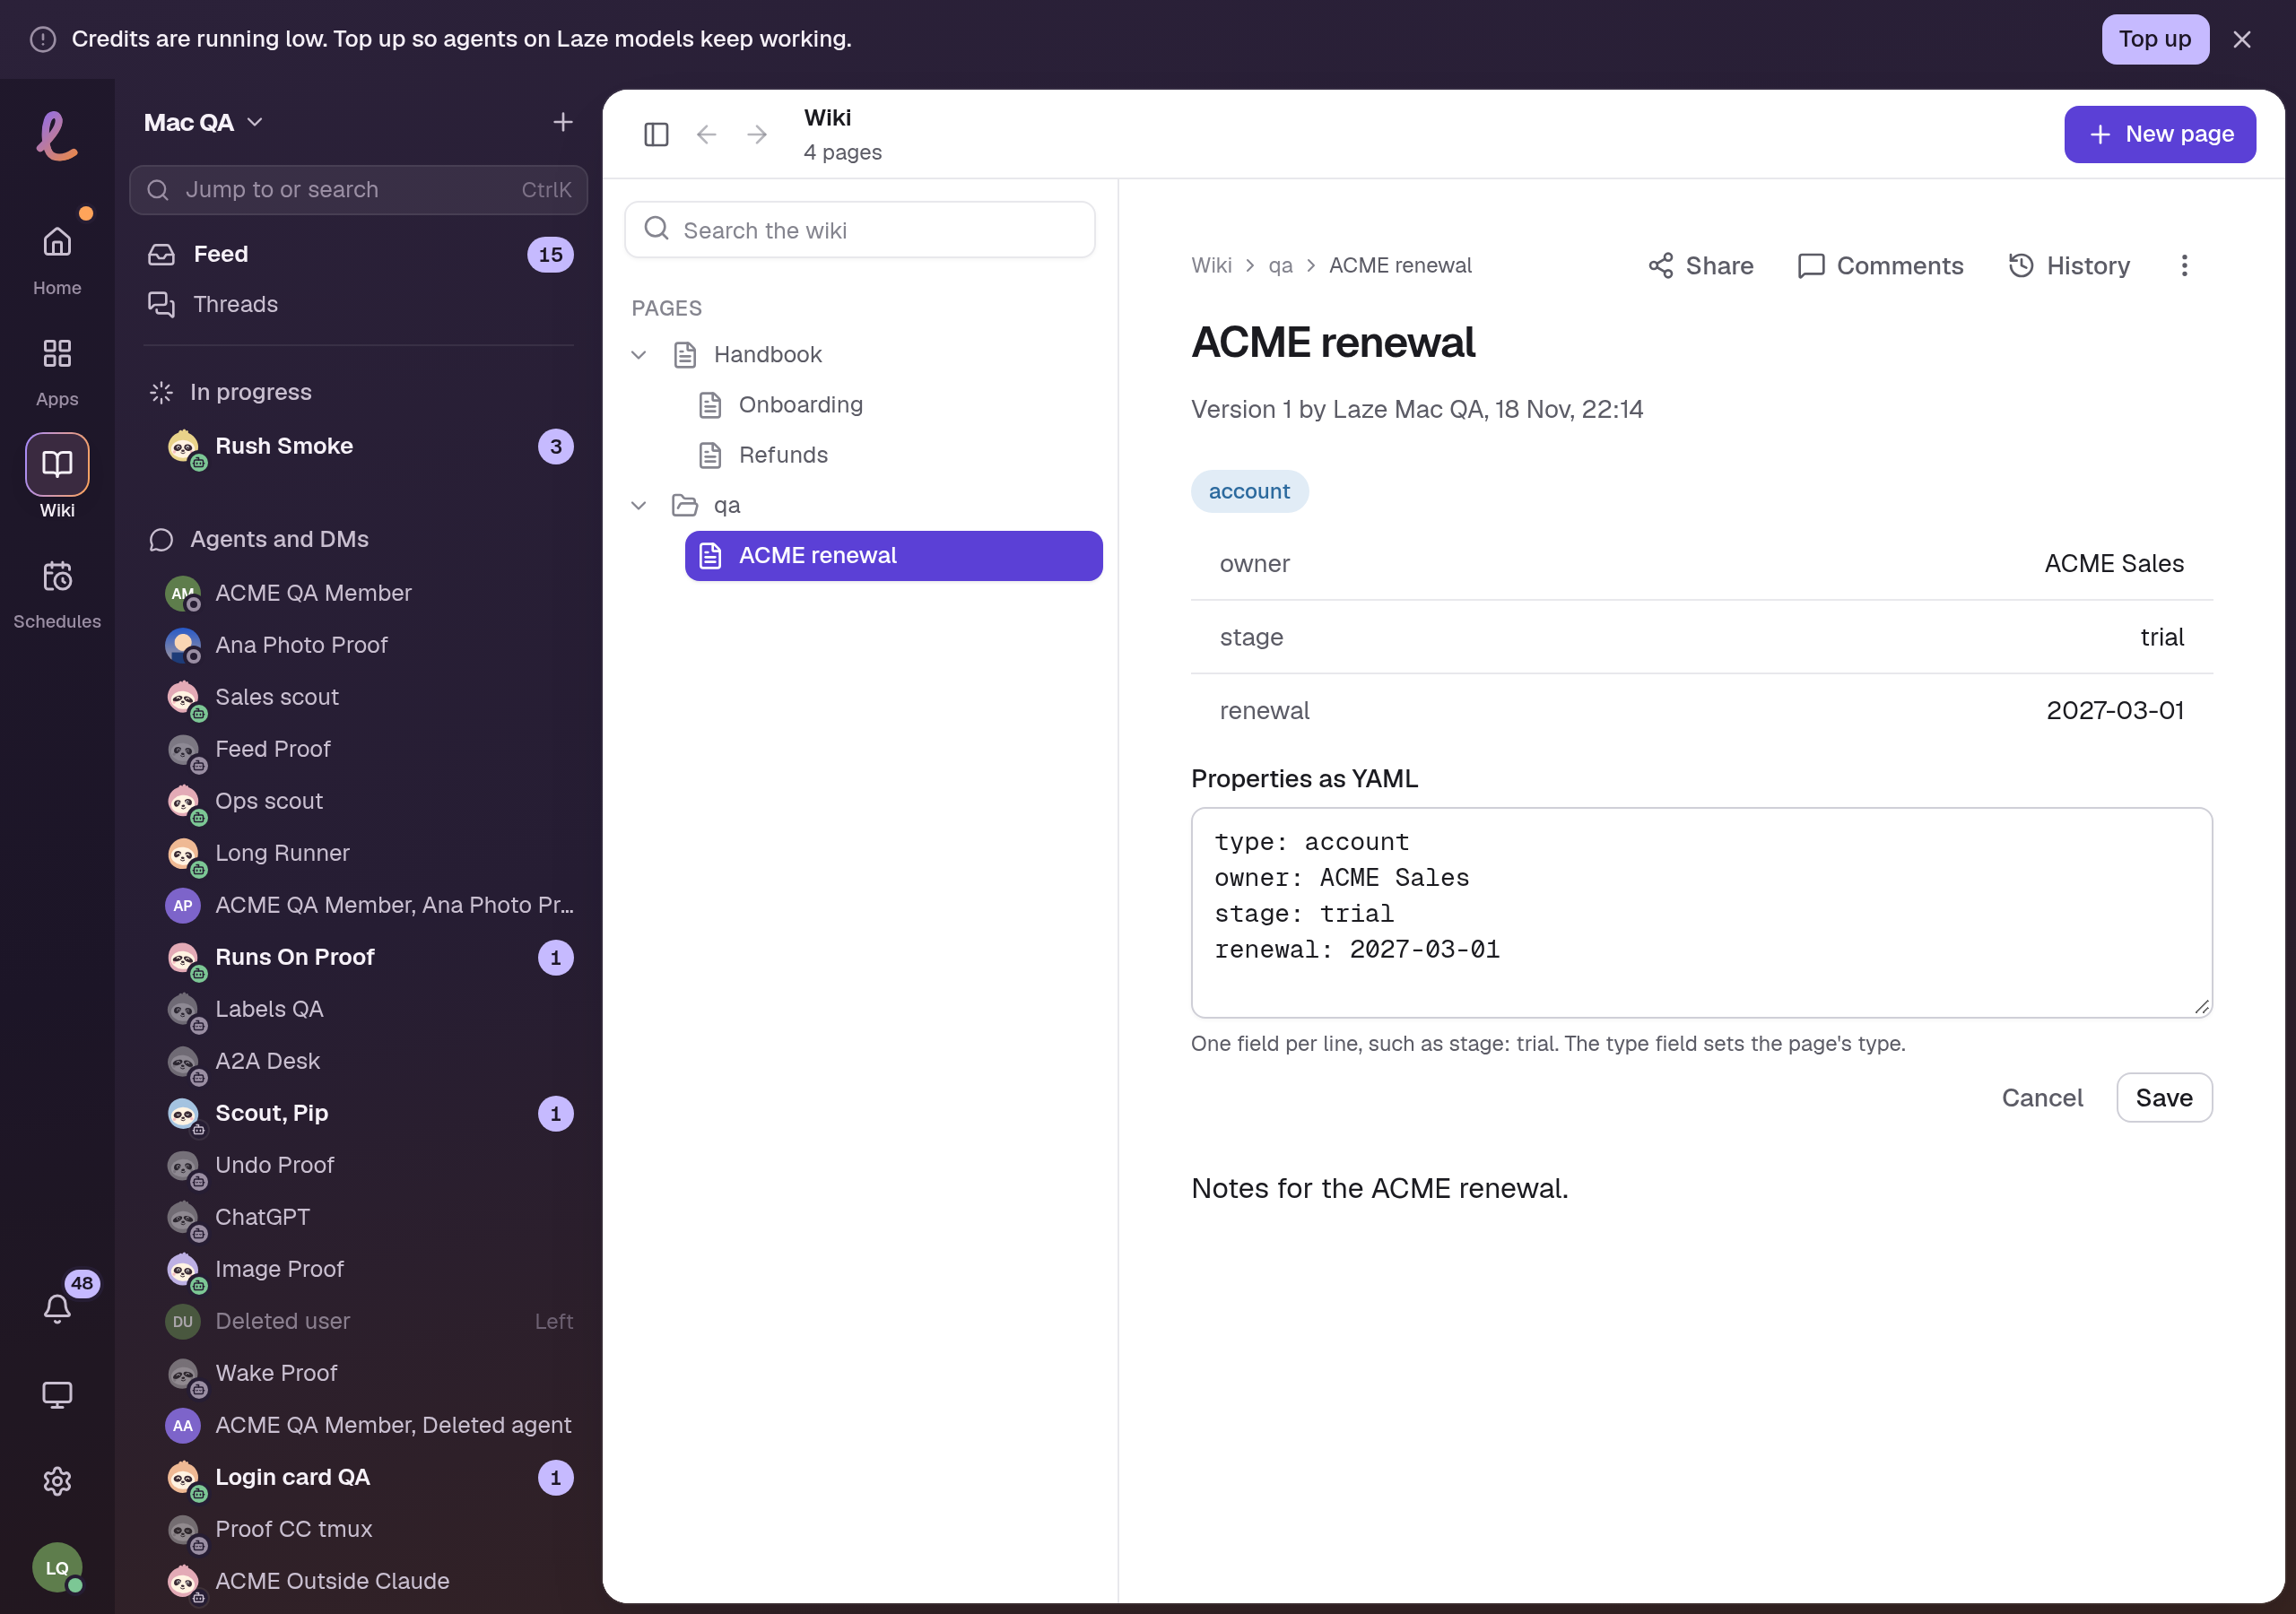 Credits are running low. Top up so agents on Laze models keep working.
Top up
Home
Apps
Wiki
Schedules
48
LQ
Mac QA
Jump to or search
CtrlK
Feed
15
Threads
In progress
Rush Smoke
3
Agents and DMs
AM
ACME QA Member
Ana Photo Proof
Sales scout
Feed Proof
Ops scout
Long Runner
AP
ACME QA Member, Ana Photo Pr...
Runs On Proof
1
Labels QA
A2A Desk
Scout, Pip
1
Undo Proof
ChatGPT
Image Proof
DU
Deleted user
Left
Wake Proof
AA
ACME QA Member, Deleted agent
Login card QA
1
Proof CC tmux
ACME Outside Claude
Wiki
4 pages
New page
Search the wiki
PAGES
Handbook
Onboarding
Refunds
qa
ACME renewal
Wiki > qa > ACME renewal
Share
Comments
History
ACME renewal
Version 1 by Laze Mac QA, 18 Nov, 22:14
account
owner
ACME Sales
stage
trial
renewal
2027-03-01
Properties as YAML
type: account
owner: ACME Sales
stage: trial
renewal: 2027-03-01
One field per line, such as stage: trial. The type field sets the page's type.
Cancel
Save
Notes for the ACME renewal.